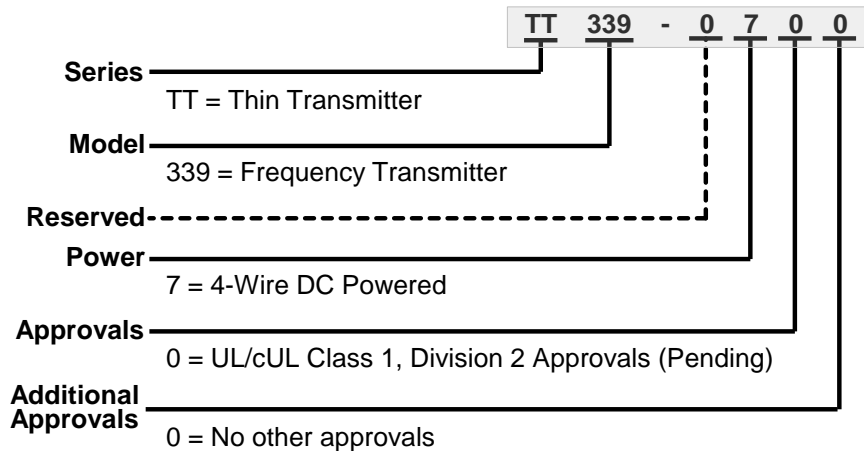 TT 339 - 0 7 0 0
Series
TT = Thin Transmitter
Model
339 = Frequency Transmitter
Reserved
Power
7 = 4-Wire DC Powered
Approvals
0 = UL/cUL Class 1, Division 2 Approvals (Pending)
Additional
Approvals
0 = No other approvals